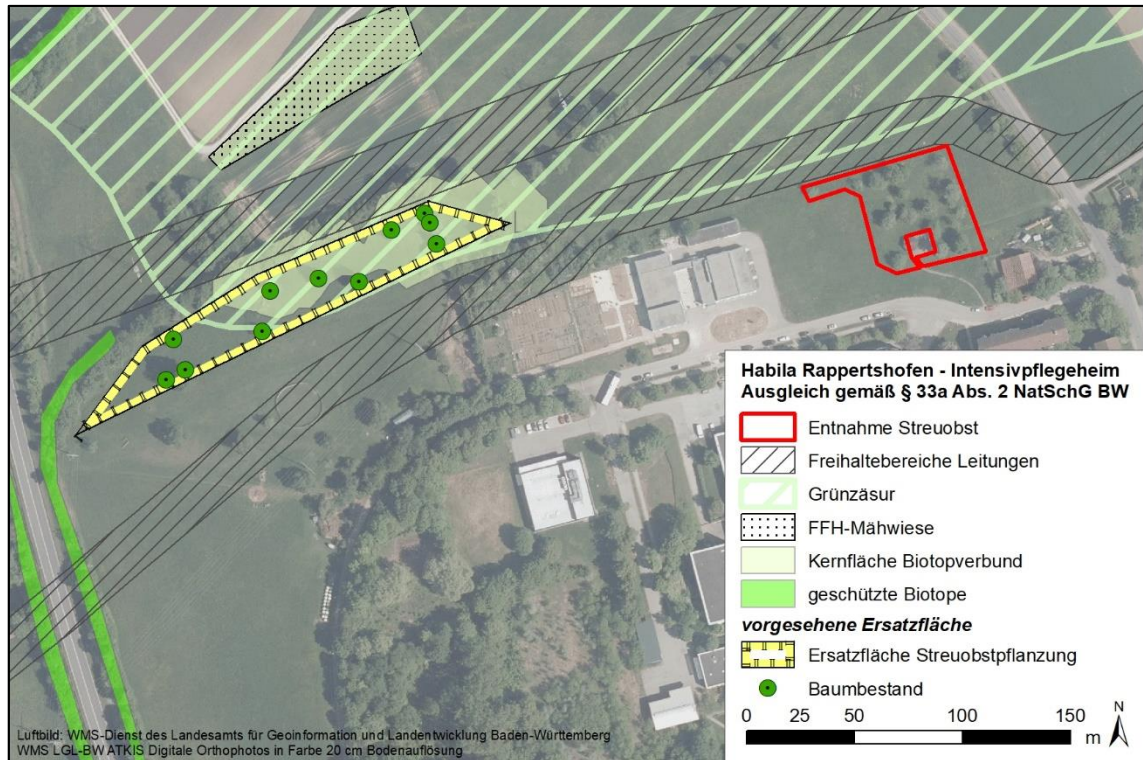 Habila Rappertshofen - Intensivpflegeheim
Ausgleich gemäß § 33a Abs. 2 NatSchG BW
Entnahme Streuobst
Freihaltebereiche Leitungen
Grünzäsur
FFH-Mähwiese
Kernfläche Biotopverbund
geschützte Biotope
vorgesehene Ersatzfläche
Ersatzfläche Streuobstpflanzung
Baumbestand
0 25 50 100 150
m
N
Luftbild: WMS-Dienst des Landesamts für Geoinformation und Landentwicklung Baden-Württemberg
WMS LGL-BW ATKIS Digitale Orthophotos in Farbe 20 cm Bodenauflösung